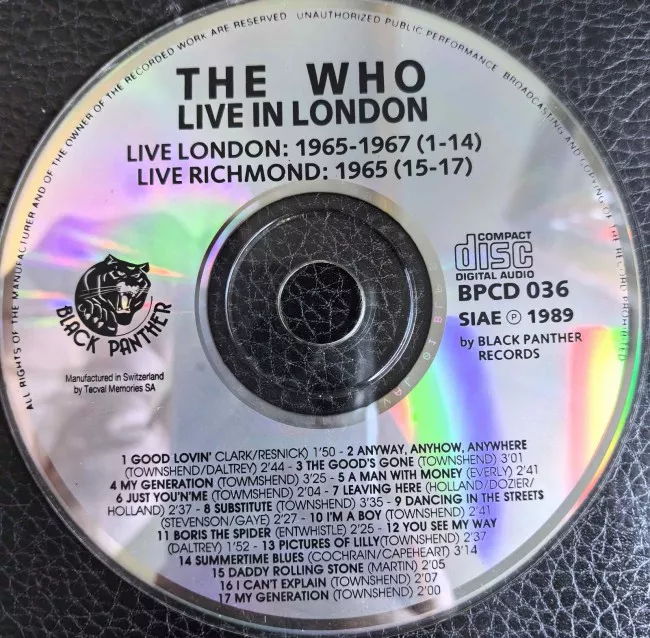 ALL RIGHTS OF THE MANUFACTURER AND OF THE OWNER OF THE RECORDED WORK ARE RESERVED UNAUTHORIZED PUBLIC PERFORMANCE BROADCASTING AND COPYING OF THE RECORD PROHIBITED
THE WHO
LIVE IN LONDON
LIVE LONDON: 1965-1967 (1-14)
LIVE RICHMOND: 1965 (15-17)
COMPACT
disc
DIGITAL AUDIO
BPCD 036
SIAE Ⓟ 1989
by BLACK PANTHER
RECORDS
BLACK PANTHER
Manufactured in Switzerland
by Tecval Memories SA
1 GOOD LOVIN' CLARK/RESNICK) 1'50 - 2 ANYWAY, ANYHOW, ANYWHERE
(TOWNSHEND/DALTREY) 2'44 - 3 THE GOOD'S GONE (TOWNSHEND) 3'01
4 MY GENERATION (TOWMSHEND) 3'25 - 5 A MAN WITH MONEY (EVERLY) 2'41
6 JUST YOU'N'ME (TOWMSHEND) 2'04 - 7 LEAVING HERE (HOLLAND/DOZIER/
HOLLAND) 2'37 - 8 SUBSTITUTE (TOWNSHEND) 3'35 - 9 DANCING IN THE STREETS
(STEVENSON/GAYE) 2'27 - 10 I'M A BOY (TOWNSHEND) 2'41
11 BORIS THE SPIDER (ENTWHISTLE) 2'25 - 12 YOU SEE MY WAY
(DALTREY) 1'52 - 13 PICTURES OF LILLY(TOWNSHEND) 2'37
14 SUMMERTIME BLUES (COCHRAIN/CAPEHEART) 3'14
15 DADDY ROLLING STONE (MARTIN) 2'05
16 I CAN'T EXPLAIN (TOWNSHEND) 2'07
17 MY GENERATION (TOWNSHEND) 2'00